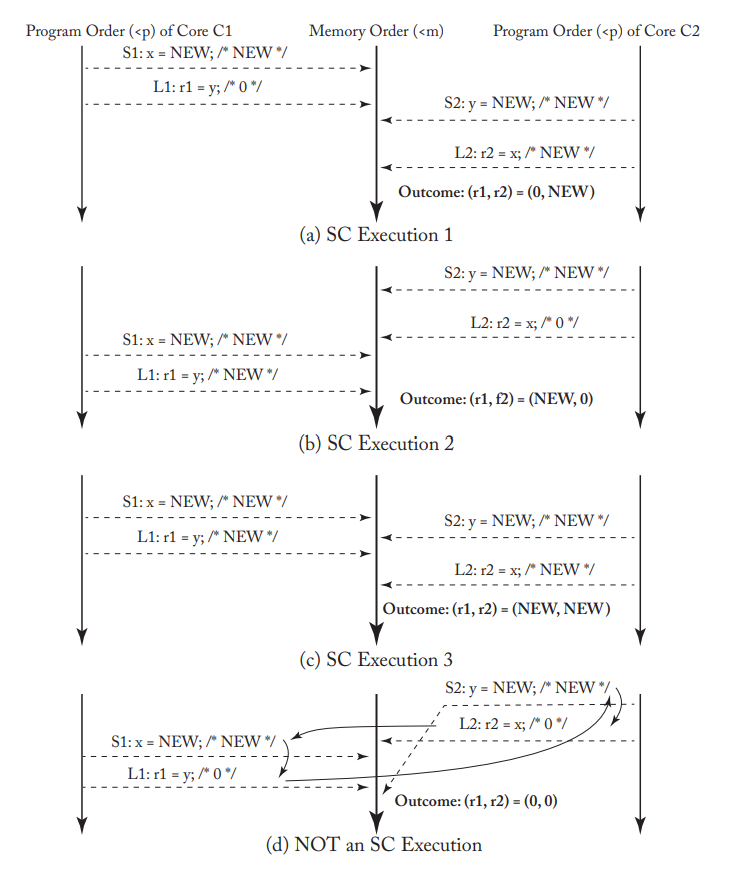 Program Order (<p) of Core C1 Memory Order (<m) Program Order (<p) of Core C2
S1: x = NEW; /* NEW */
L1: r1 = y; /* 0 */
S2: y = NEW; /* NEW */
L2: r2 = x; /* NEW */
Outcome: (r1, r2) = (0, NEW)
(a) SC Execution 1
S2: y = NEW; /* NEW */
L2: r2 = x; /* 0 */
S1: x = NEW; /* NEW */
L1: r1 = y; /* NEW */
Outcome: (r1, f2) = (NEW, 0)
(b) SC Execution 2
S1: x = NEW; /* NEW */
S2: y = NEW; /* NEW */
L1: r1 = y; /* NEW */
L2: r2 = x; /* NEW */
Outcome: (r1, r2) = (NEW, NEW)
(c) SC Execution 3
S2: y = NEW; /* NEW */
L2: r2 = x; /* 0 */
S1: x = NEW; /* NEW */
L1: r1 = y; /* 0 */
Outcome: (r1, r2) = (0, 0)
(d) NOT an SC Execution